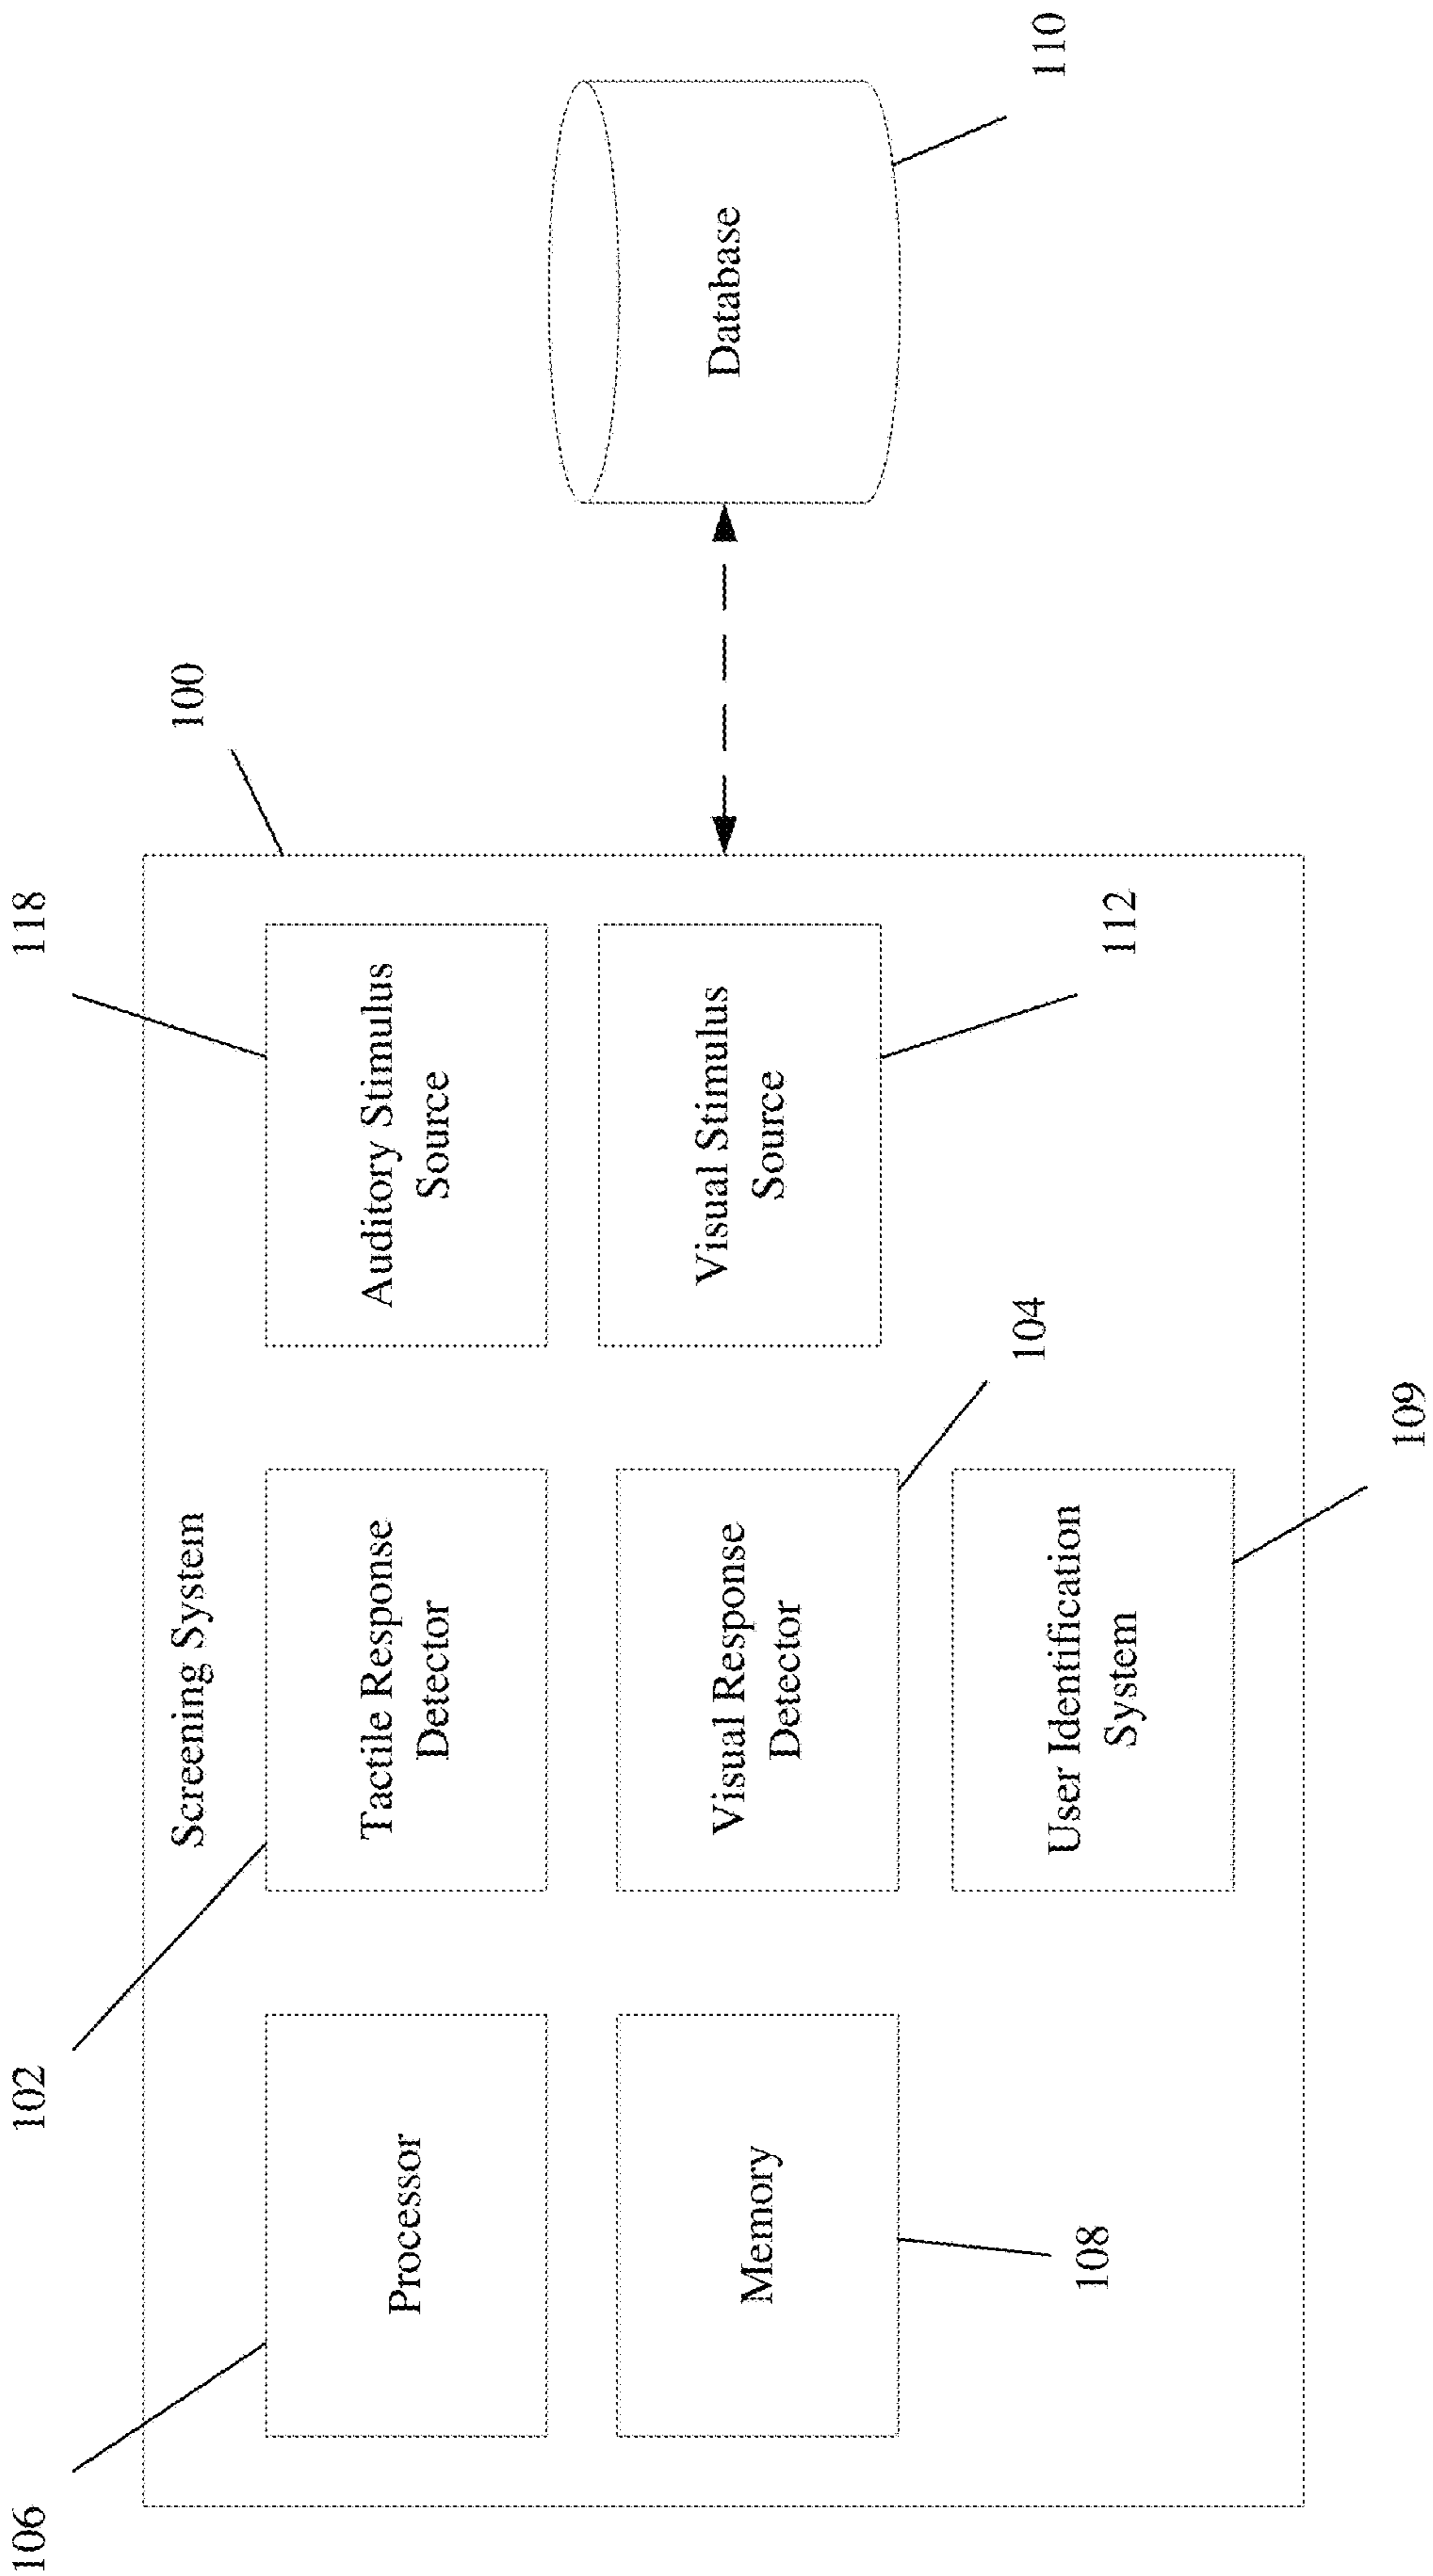 100
118
110
Screening System
Processor
Tactile Response
Detector
Auditory Stimulus
Source
Database
Memory
Visual Response
Detector
Visual Stimulus
Source
User Identification
System
106
102
108
104
112
109